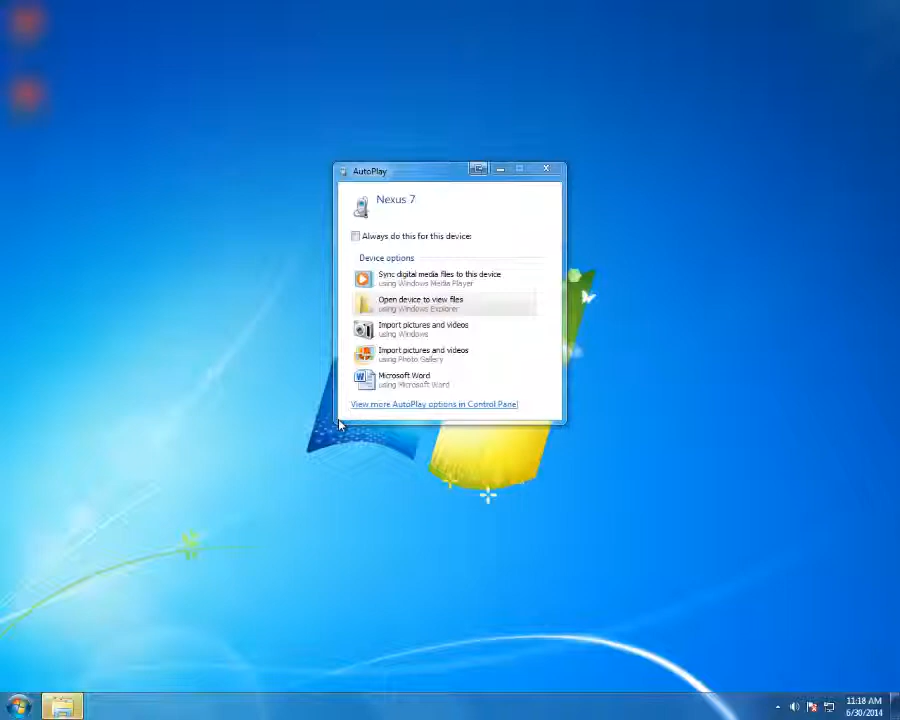 AutoPlay
Nexus 7
Always do this for this device:
Device options
Sync digital media files to this device
using Windows Media Player
Open device to view files
using Windows Explorer
Import pictures and videos
using Windows
Import pictures and videos
using Photo Gallery
Microsoft Word
using Microsoft Word
View more AutoPlay options in Control Panel
11:18 AM
6/30/2014